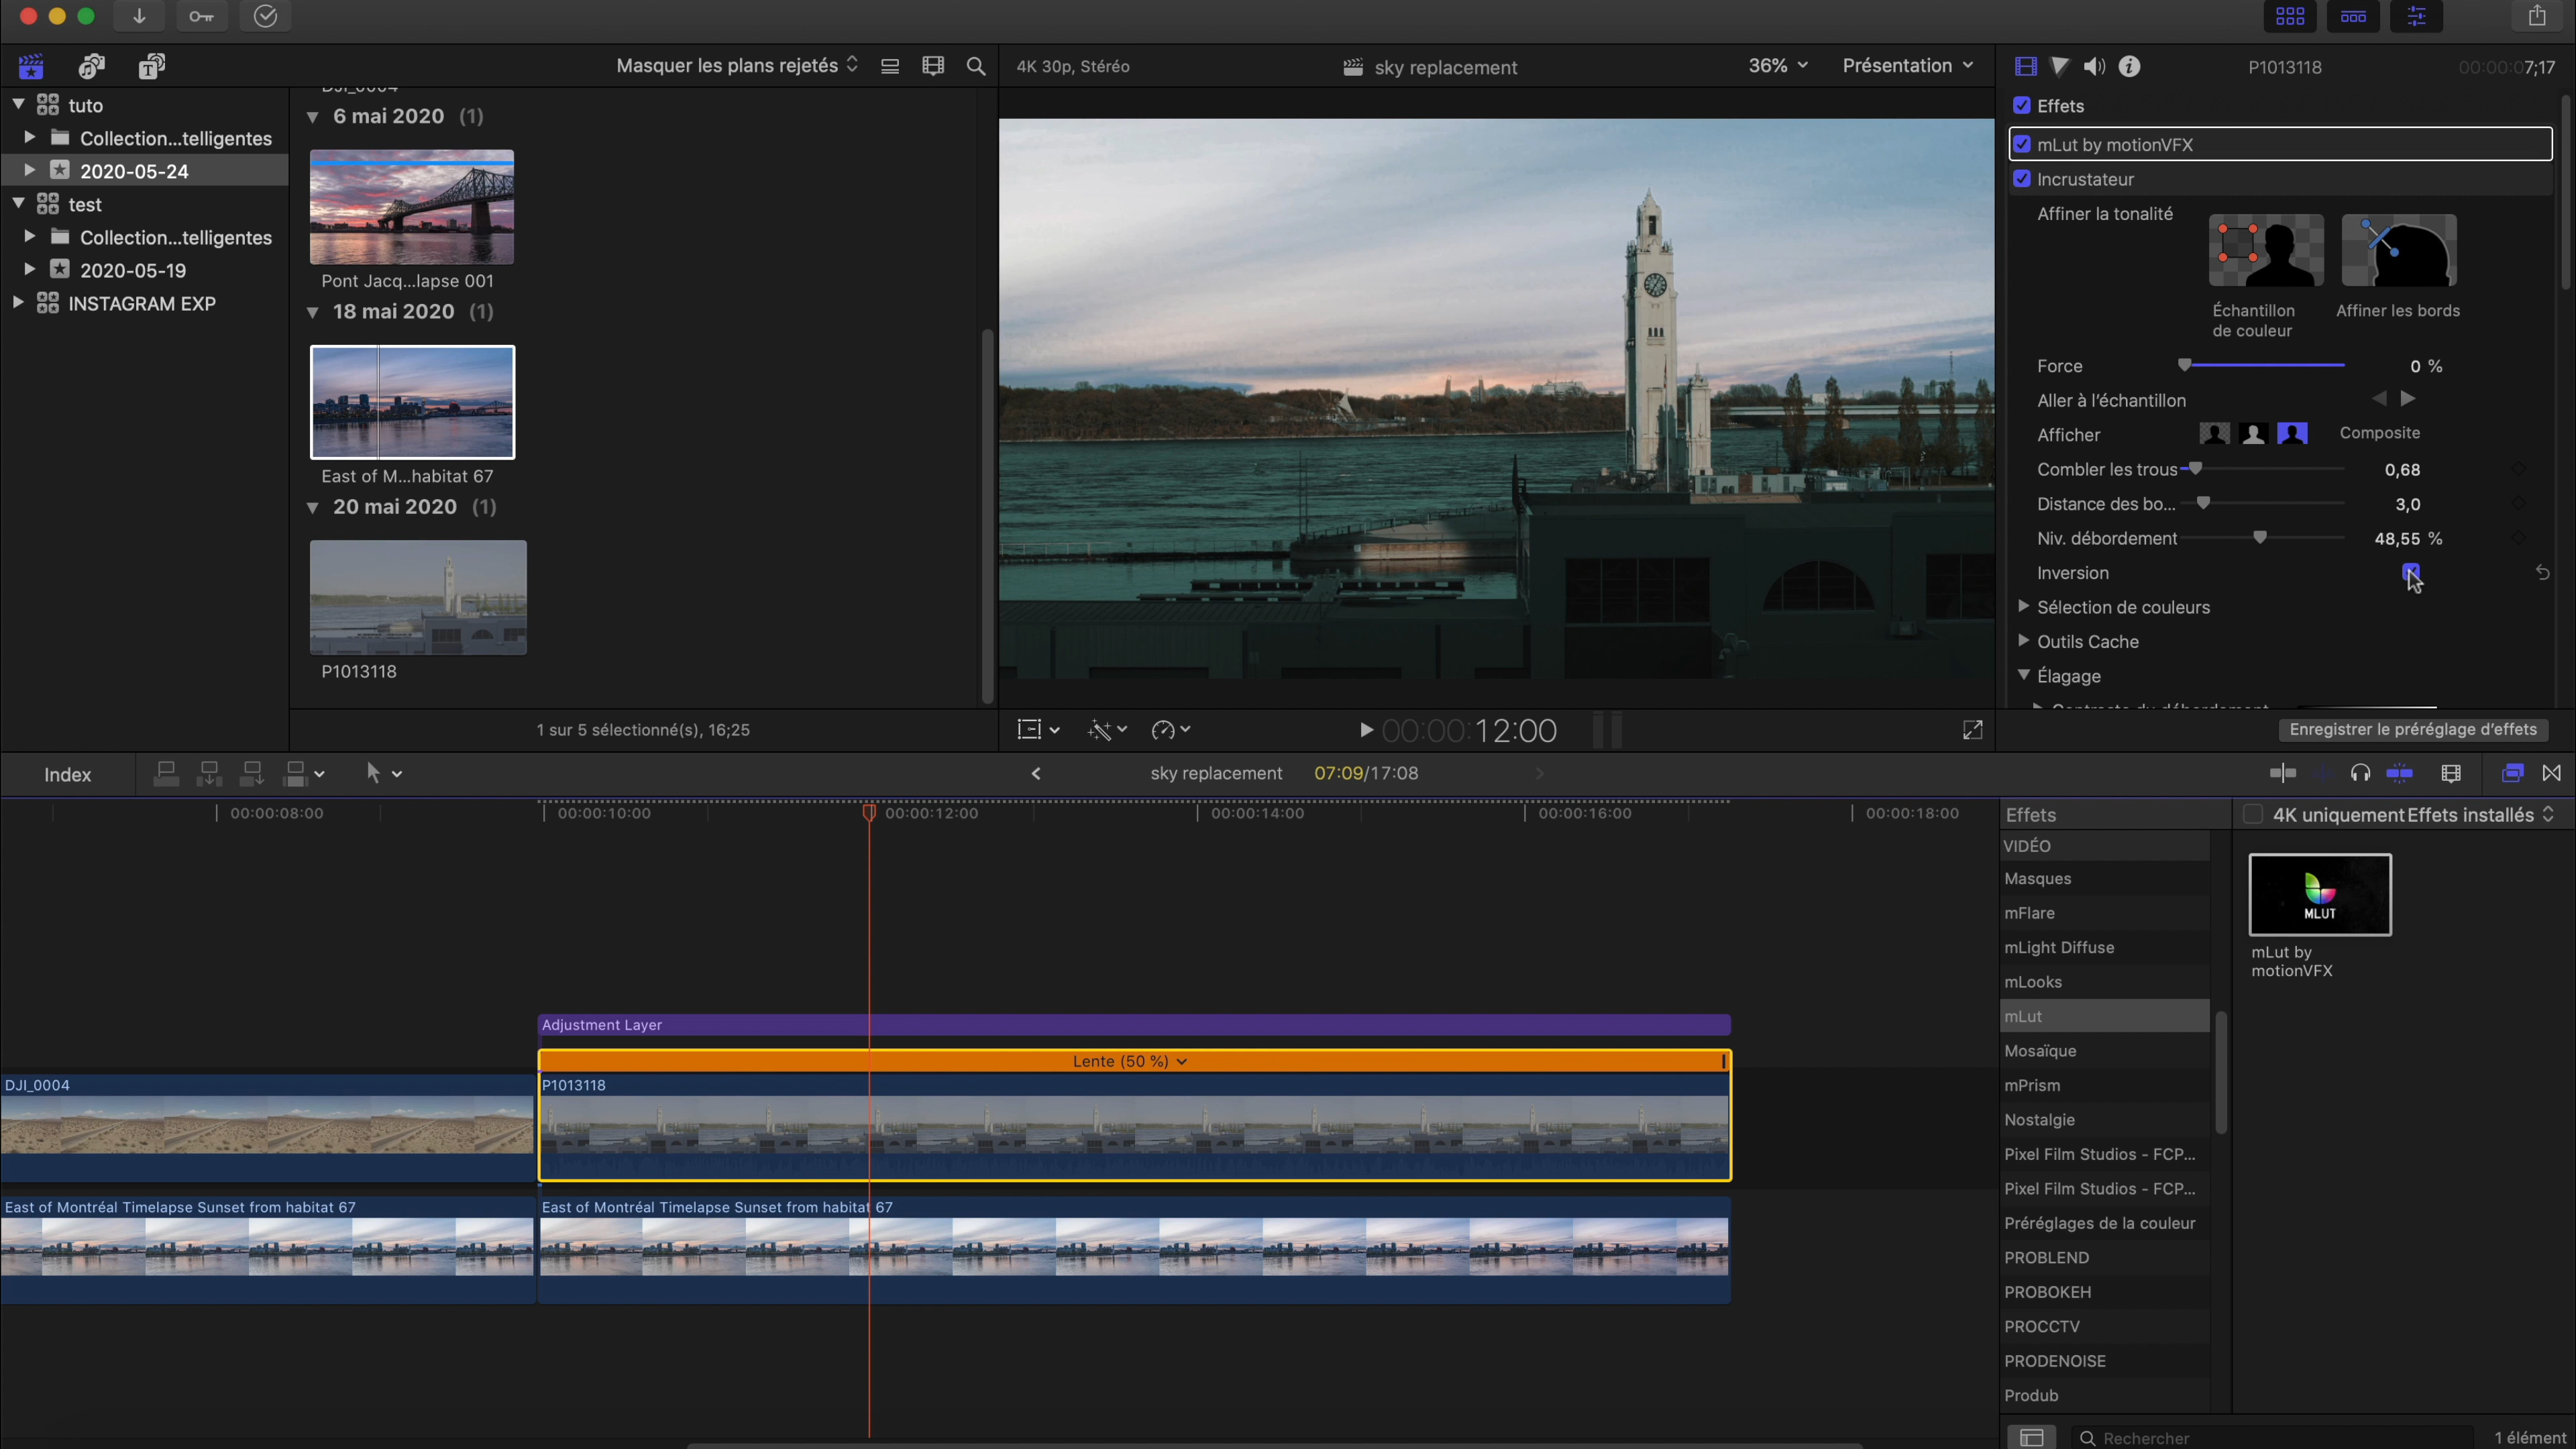 Masquer les plans rejetés
4K 30p, Stéréo
sky replacement
36%
Présentation
P1013118
00:00:07;17
tuto
Collection...telligentes
2020-05-24
test
Collection...telligentes
2020-05-19
INSTAGRAM EXP
6 mai 2020 (1)
Pont Jacq...lapse 001
18 mai 2020 (1)
East of M...habitat 67
20 mai 2020 (1)
P1013118
1 sur 5 sélectionné(s), 16;25
00:00:12:00
Effets
mLut by motionVFX
Incrustateur
Affiner la tonalité
Échantillon
de couleur
Affiner les bords
Force
0 %
Aller à l'échantillon
Afficher
Composite
Combler les trous
0,68
Distance des bo...
3,0
Niv. débordement
48,55 %
Inversion
Sélection de couleurs
Outils Cache
Élagage
Enregistrer le préréglage d'effets
Index
sky replacement
07:09/17:08
00:00:08:00
00:00:10:00
00:00:12:00
00:00:14:00
00:00:16:00
00:00:18:00
Adjustment Layer
Lente (50 %)
DJI_0004
P1013118
East of Montréal Timelapse Sunset from habitat 67
East of Montréal Timelapse Sunset from habitat 67
Effets
4K uniquement
Effets installés
VIDÉO
Masques
mFlare
mLight Diffuse
mLooks
mLut
Mosaïque
mPrism
Nostalgie
Pixel Film Studios - FCP...
Pixel Film Studios - FCP...
Préréglages de la couleur
PROBLEND
PROBOKEH
PROCCTV
PRODENOISE
Produb
MLUT
mLut by
motionVFX
Rechercher
1 élément